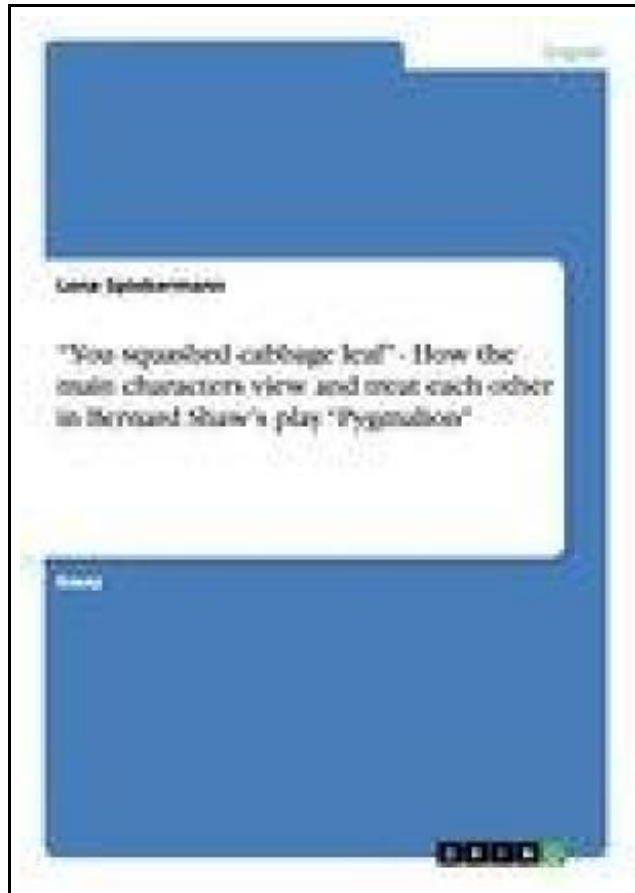 Lena Spiekermann
"You squashed cabbage leaf" - How the
main characters view and treat each other
in Bernard Shaw's play "Pygmalion"
Essay